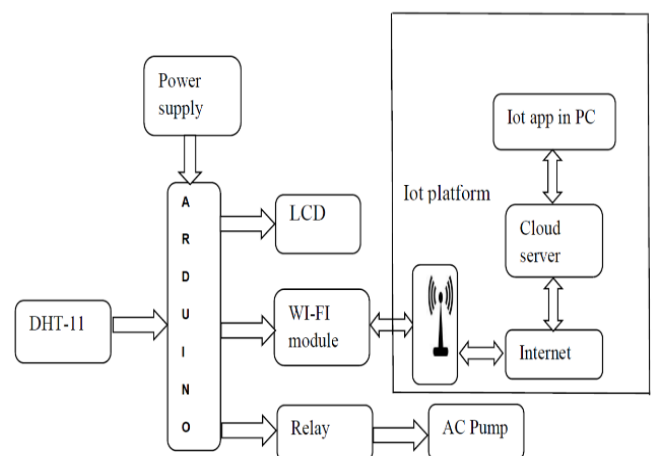 Power
supply
Iot app in PC
A
R
D
U
I
N
O
LCD
Iot platform
Cloud
server
DHT-11
WI-FI
module
Internet
Relay
AC Pump